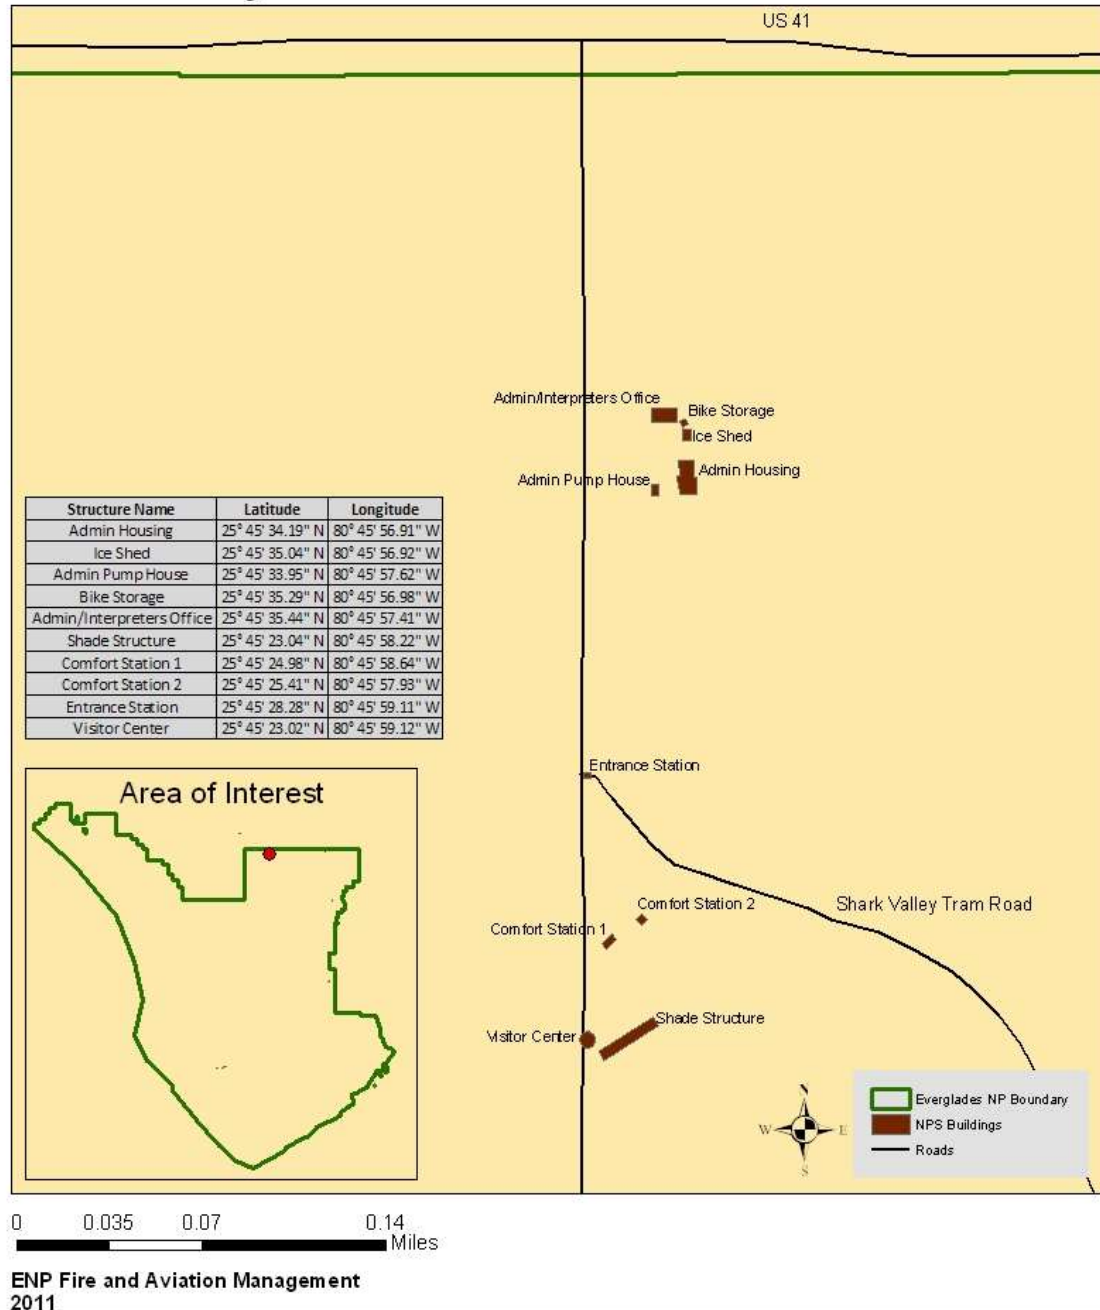 US 41
Admin/Interpreters Office
Bike Storage
Ice Shed
Admin Housing
Admin Pump House
Structure Name Latitude Longitude
Admin Housing 25° 45' 34.19" N 80° 45' 56.91" W
Ice Shed 25° 45' 35.04" N 80° 45' 56.92" W
Admin Pump House 25° 45' 33.95" N 80° 45' 57.62" W
Bike Storage 25° 45' 35.29" N 80° 45' 56.98" W
Admin/Interpreters Office 25° 45' 35.44" N 80° 45' 57.41" W
Shade Structure 25° 45' 23.04" N 80° 45' 58.22" W
Comfort Station 1 25° 45' 24.98" N 80° 45' 58.64" W
Comfort Station 2 25° 45' 25.41" N 80° 45' 57.93" W
Entrance Station 25° 45' 28.28" N 80° 45' 59.11" W
Visitor Center 25° 45' 23.02" N 80° 45' 59.12" W
Entrance Station
Area of Interest
Comfort Station 2
Shark Valley Tram Road
Comfort Station 1
Shade Structure
Visitor Center
N
W E
S
Everglades NP Boundary
NPS Buildings
Roads
0 0.035 0.07 0.14
Miles
ENP Fire and Aviation Management
2011